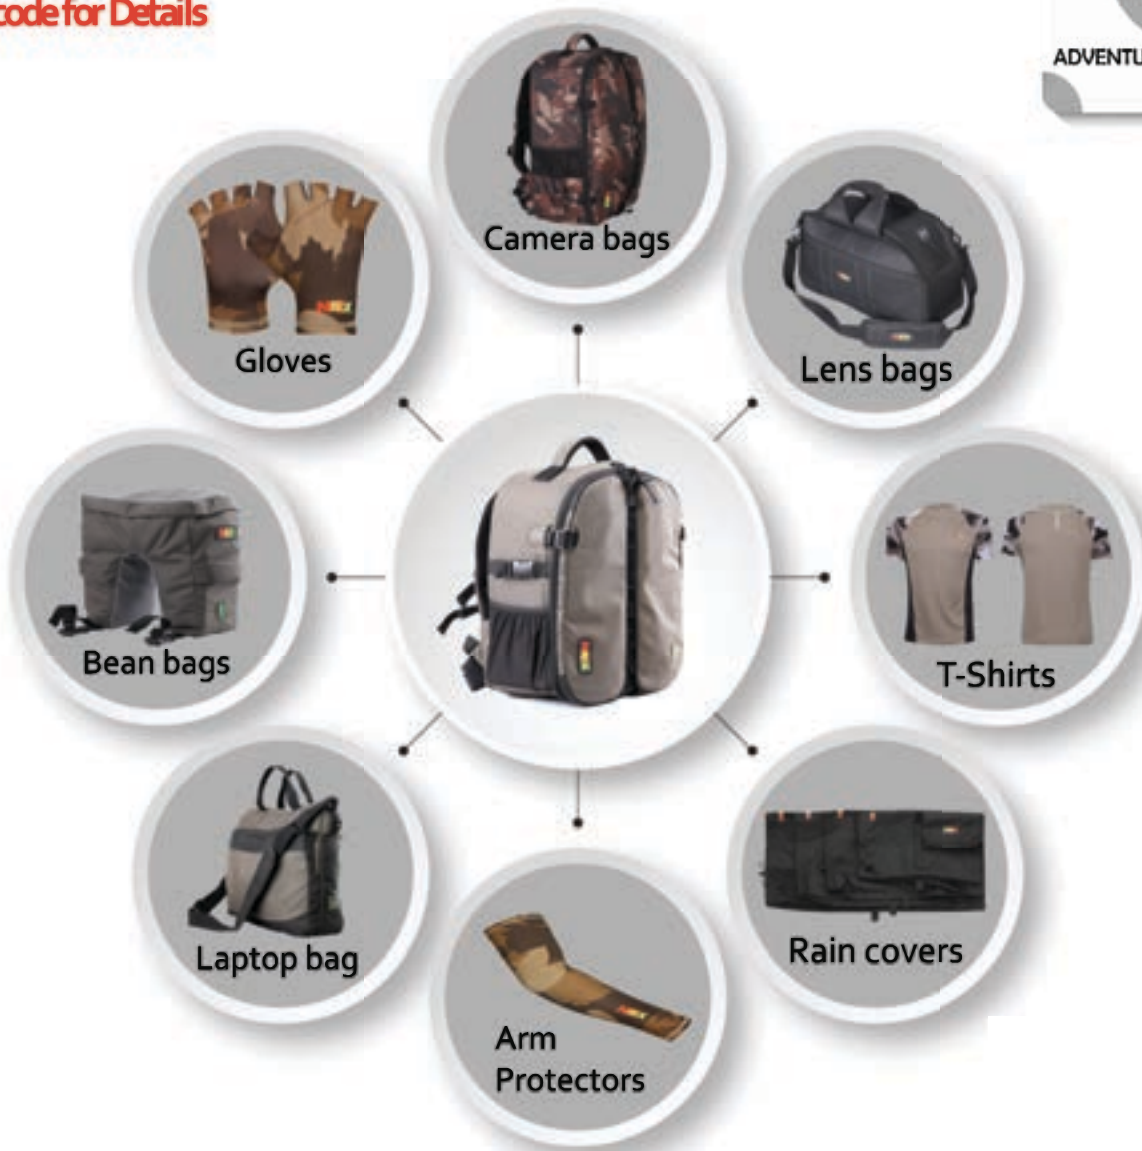 code for Details
ADVENTU
Camera bags
Gloves
Lens bags
Bean bags
T-Shirts
Laptop bag
Rain covers
Arm
Protectors